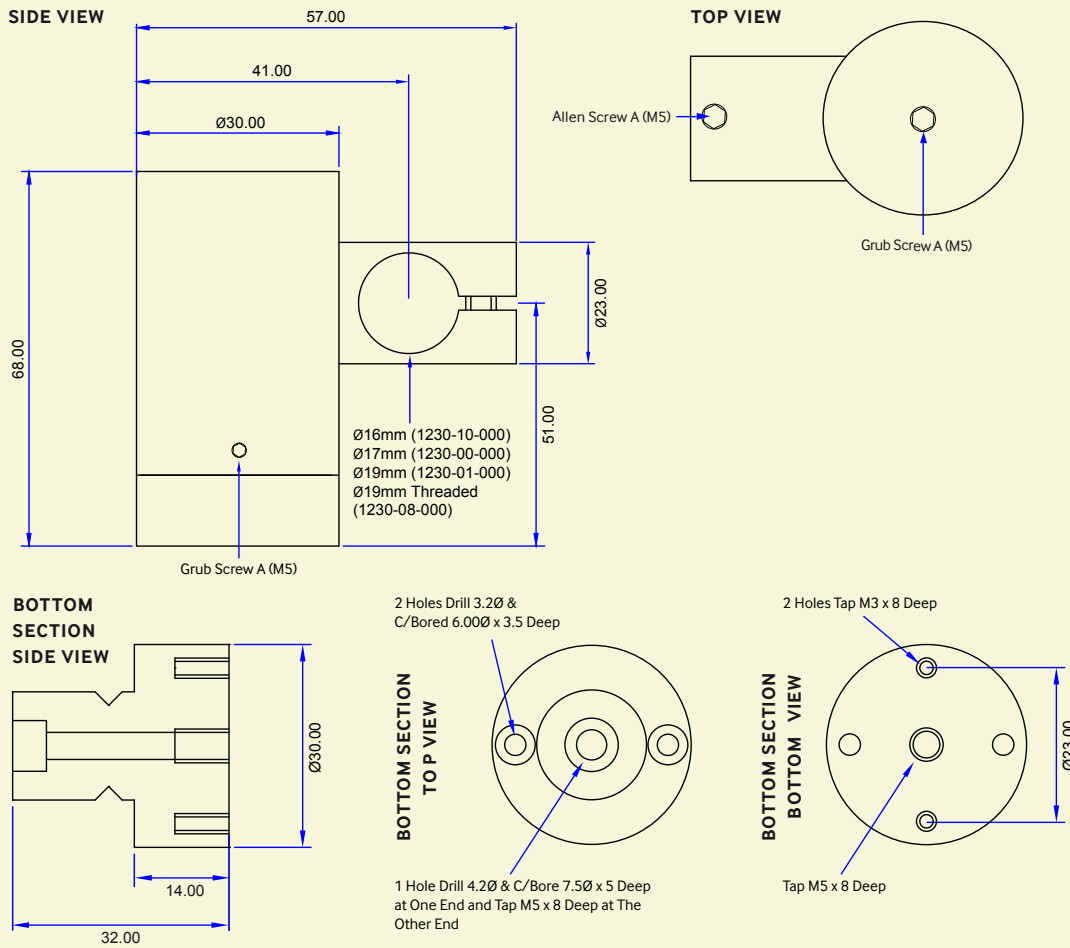 SIDE VIEW
57.00
41.00
Ø30.00
68.00
Ø23.00
51.00
Ø16mm (1230-10-000)
Ø17mm (1230-00-000)
Ø19mm (1230-01-000)
Ø19mm Threaded
(1230-08-000)
Grub Screw A (M5)
TOP VIEW
Allen Screw A (M5)
Grub Screw A (M5)
BOTTOM
SECTION
SIDE VIEW
Ø30.00
14.00
32.00
2 Holes Drill 3.2Ø &
C/Bored 6.00Ø x 3.5 Deep
BOTTOM SECTION
TOP VIEW
1 Hole Drill 4.2Ø & C/Bore 7.5Ø x 5 Deep
at One End and Tap M5 x 8 Deep at The
Other End
2 Holes Tap M3 x 8 Deep
BOTTOM SECTION
BOTTOM VIEW
Ø23.00
Tap M5 x 8 Deep